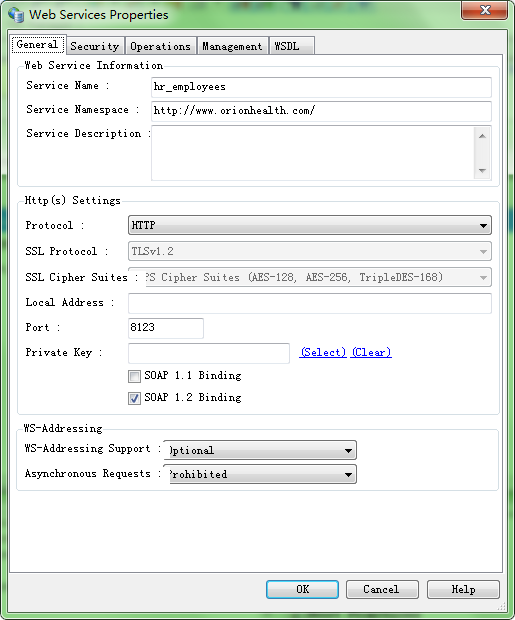 Web Services Properties
General Security Operations Management WSDL
Web Service Information
Service Name : hr_employees
Service Namespace : http://www.orionhealth.com/
Service Description :
Http(s) Settings
Protocol : HTTP
SSL Protocol : TLSv1.2
SSL Cipher Suites : PS Cipher Suites (AES-128, AES-256, TripleDES-168)
Local Address :
Port : 8123
Private Key : (Select) (Clear)
SOAP 1.1 Binding
SOAP 1.2 Binding
WS-Addressing
WS-Addressing Support : Optional
Asynchronous Requests : Prohibited
OK Cancel Help